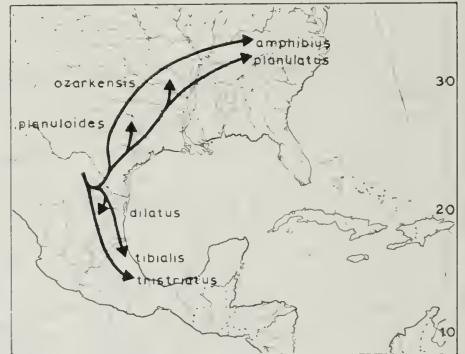 amphibius
planulatus
ozarkensis
30
planuloides
dilatus
20
tibialis
tristriatus
10